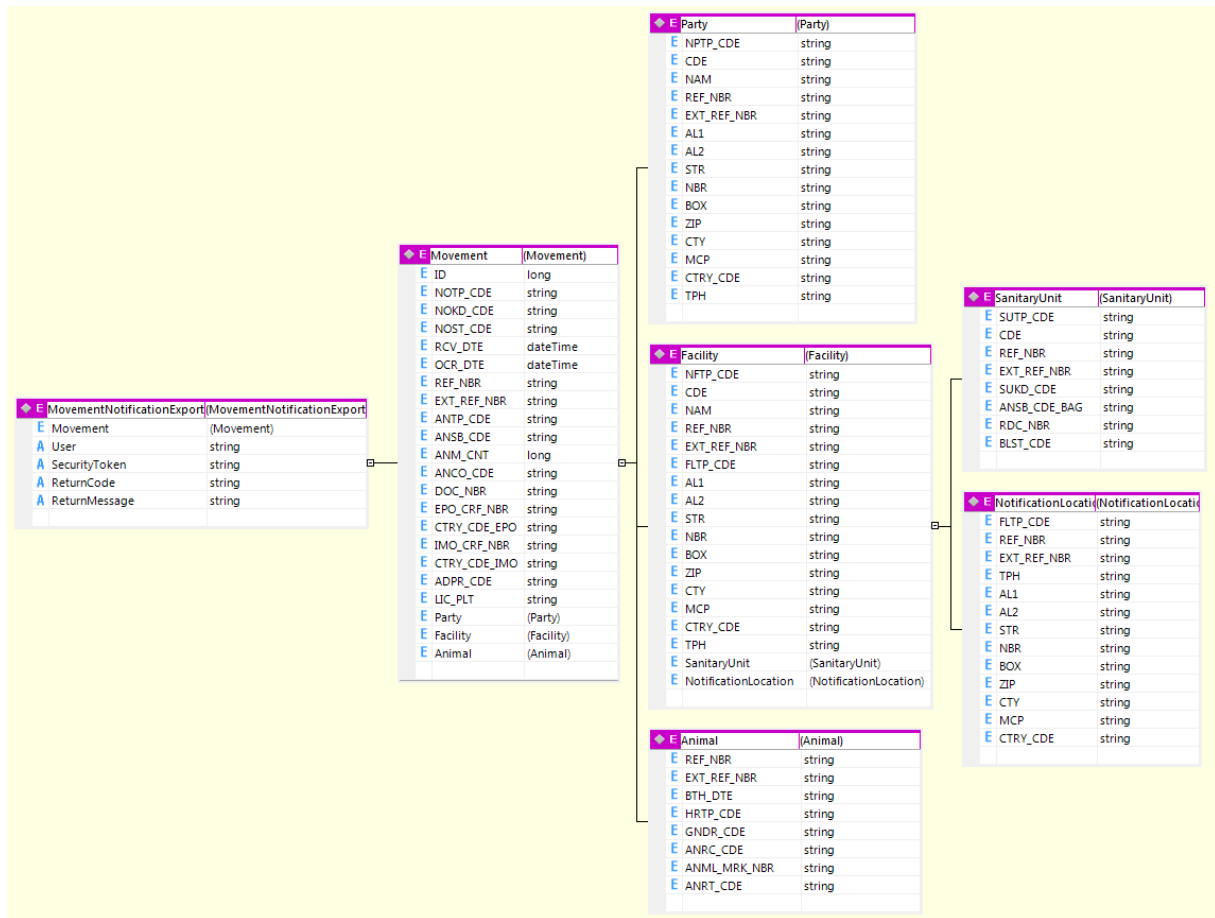 E MovementNotificationExport (MovementNotificationExport
E Movement (Movement)
A User string
A SecurityToken string
A ReturnCode string
A ReturnMessage string
E Movement (Movement)
E ID long
E NOTP_CDE string
E NOKD_CDE string
E NOST_CDE string
E RCV_DTE dateTime
E OCR_DTE dateTime
E REF_NBR string
E EXT_REF_NBR string
E ANTP_CDE string
E ANSB_CDE string
E ANM_CNT long
E ANCO_CDE string
E DOC_NBR string
E EPO_CRF_NBR string
E CTRY_CDE_EPO string
E IMO_CRF_NBR string
E CTRY_CDE_IMO string
E ADPR_CDE string
E LIC_PLT string
E Party (Party)
E Facility (Facility)
E Animal (Animal)
E Party (Party)
E NPTP_CDE string
E CDE string
E NAM string
E REF_NBR string
E EXT_REF_NBR string
E AL1 string
E AL2 string
E STR string
E NBR string
E BOX string
E ZIP string
E CTY string
E MCP string
E CTRY_CDE string
E TPH string
E Facility (Facility)
E NFTP_CDE string
E CDE string
E NAM string
E REF_NBR string
E EXT_REF_NBR string
E FLTP_CDE string
E AL1 string
E AL2 string
E STR string
E NBR string
E BOX string
E ZIP string
E CTY string
E MCP string
E CTRY_CDE string
E TPH string
E SanitaryUnit (SanitaryUnit)
E NotificationLocation (NotificationLocation)
E Animal (Animal)
E REF_NBR string
E EXT_REF_NBR string
E BTH_DTE string
E HRTP_CDE string
E GNDR_CDE string
E ANRC_CDE string
E ANML_MRK_NBR string
E ANRT_CDE string
E SanitaryUnit (SanitaryUnit)
E SUTP_CDE string
E CDE string
E REF_NBR string
E EXT_REF_NBR string
E SUKD_CDE string
E ANSB_CDE_BAG string
E RDC_NBR string
E BLST_CDE string
E NotificationLocatio (NotificationLocatio
E FLTP_CDE string
E REF_NBR string
E EXT_REF_NBR string
E TPH string
E AL1 string
E AL2 string
E STR string
E NBR string
E BOX string
E ZIP string
E CTY string
E MCP string
E CTRY_CDE string